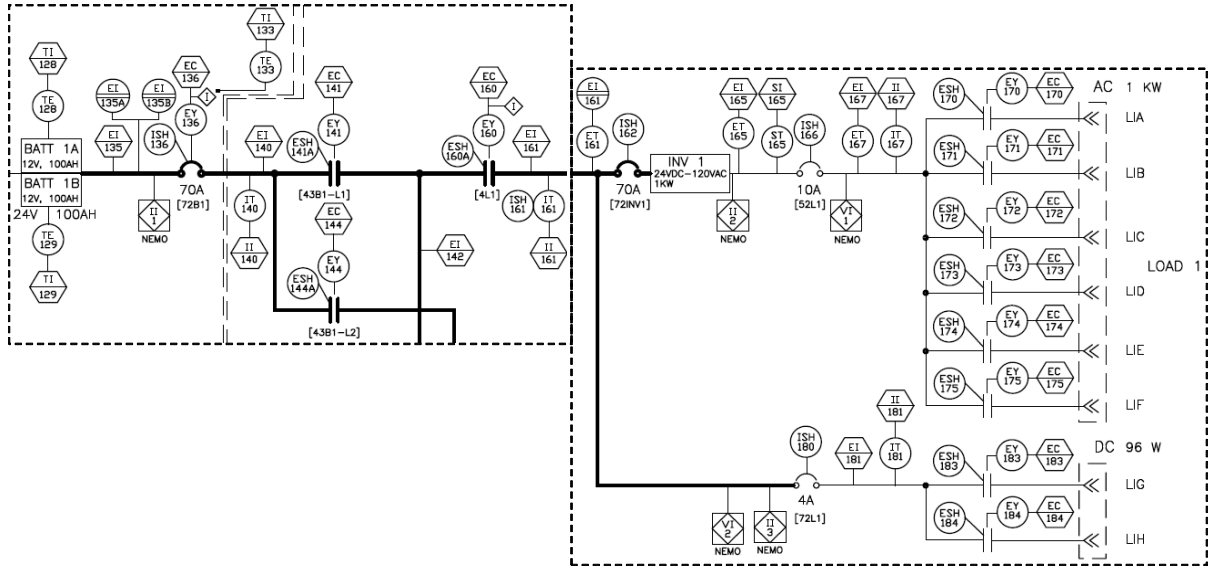 TI
128
TE
128
BATT 1A
12V, 100AH
BATT 1B
12V, 100AH
24V 100AH
TE
129
TI
129
EI
135
EI
135A
EI
135B
ISH
136
EC
136
I
EY
136
70A
[72B1]
II
1
NEMO
TI
133
TE
133
EI
140
IT
140
II
140
EC
141
EY
141
ESH
141A
[43B1-L1]
EC
144
EY
144
ESH
144A
[43B1-L2]
EI
142
EC
160
I
EY
160
ESH
160A
[4L1]
EI
161
ISH
161
IT
161
II
161
EI
161
ET
161
ISH
162
70A
[72INV1]
INV 1
24VDC-120VAC
1KW
EI
165
SI
165
ET
165
ST
165
II
2
NEMO
ISH
166
10A
[52L1]
VI
1
NEMO
EI
167
II
167
ET
167
IT
167
ESH
170
EY
170
EC
170
AC 1 KW
LIA
ESH
171
EY
171
EC
171
LIB
ESH
172
EY
172
EC
172
LIC
LOAD 1
ESH
173
EY
173
EC
173
LID
ESH
174
EY
174
EC
174
LIE
ESH
175
EY
175
EC
175
LIF
VI
2
NEMO
II
3
NEMO
ISH
180
4A
[72L1]
EI
181
II
181
IT
181
DC 96 W
ESH
183
EY
183
EC
183
LIG
ESH
184
EY
184
EC
184
LIH